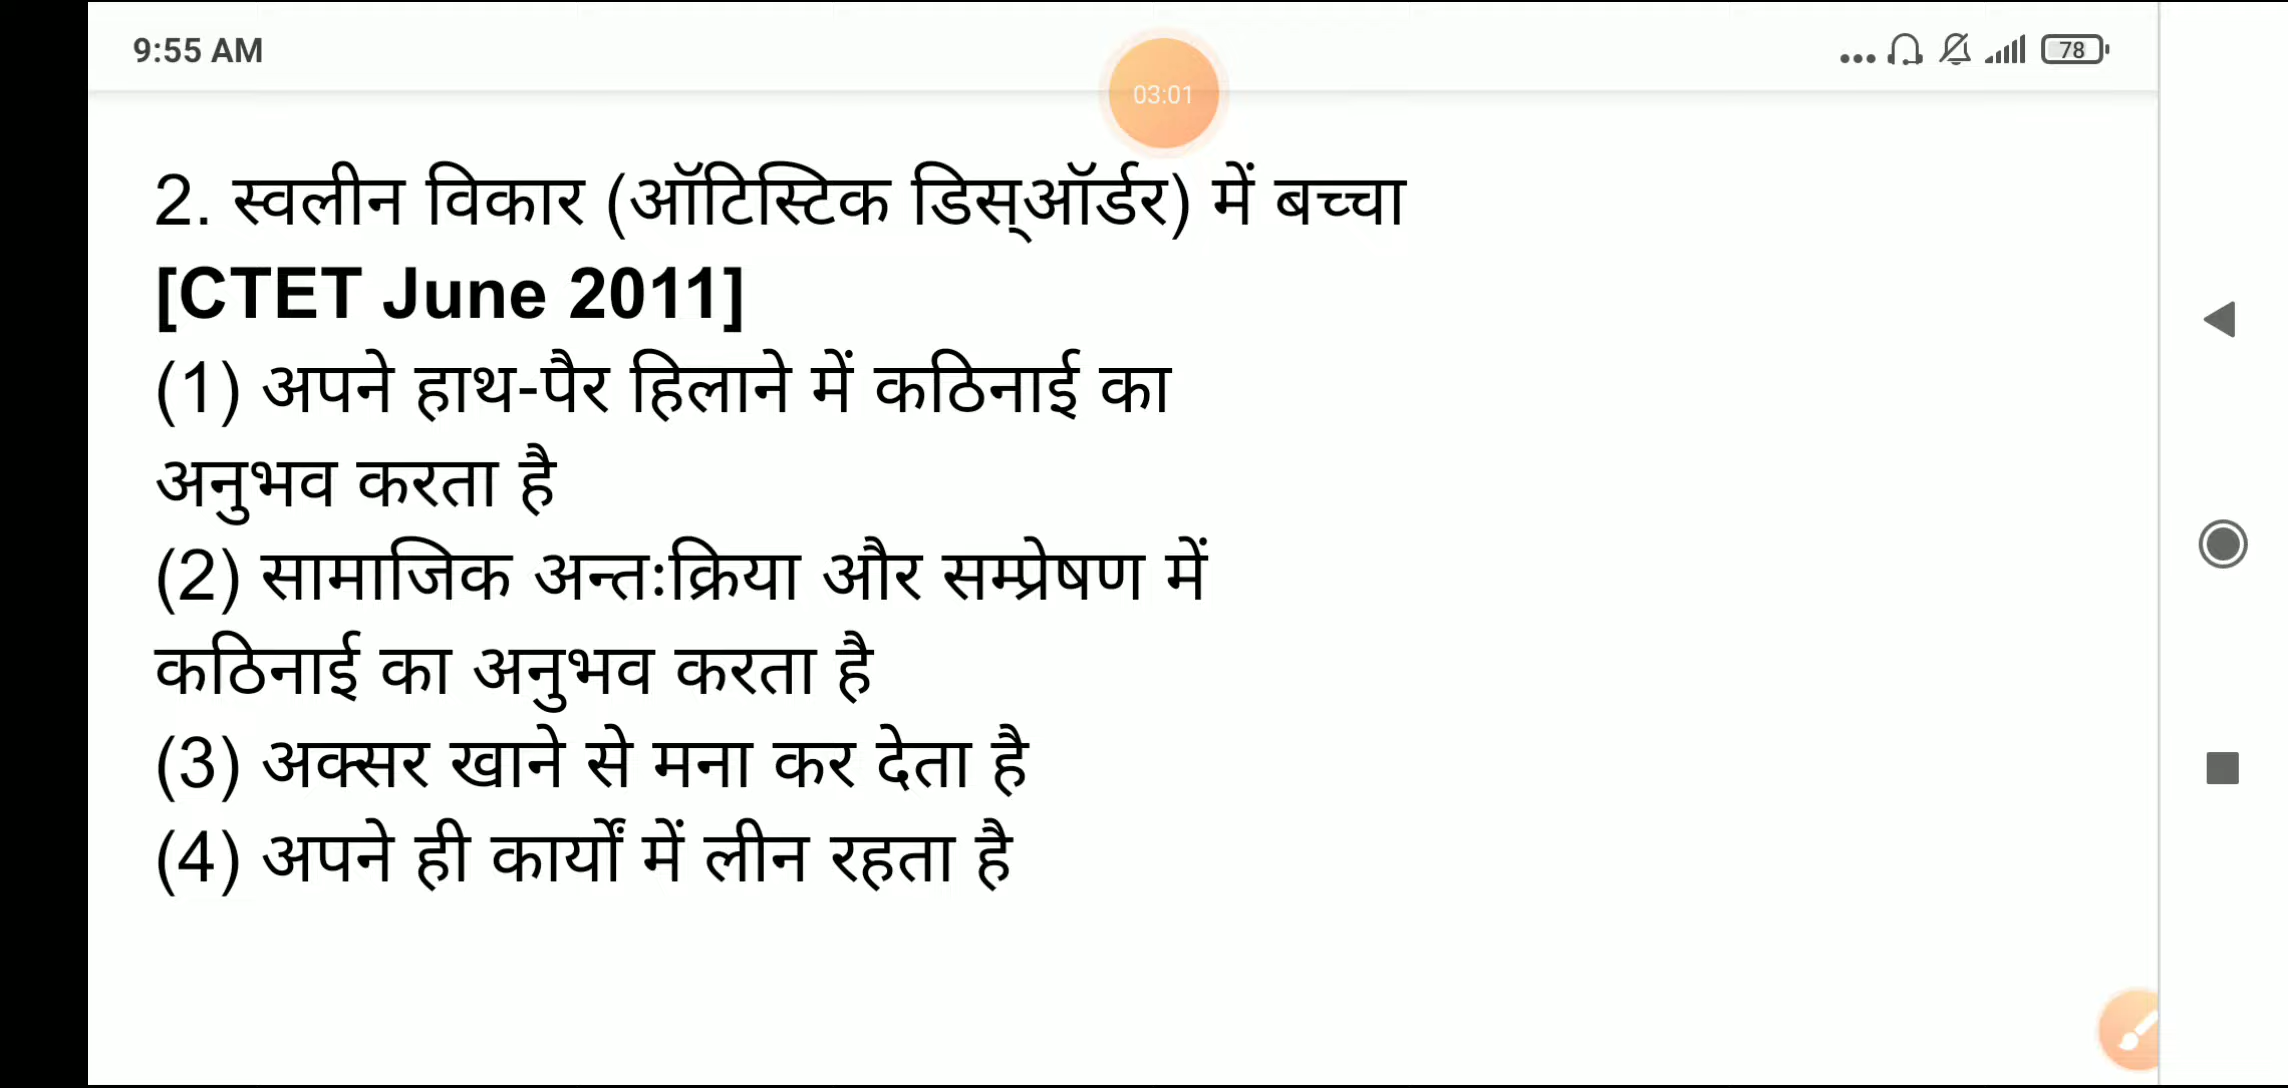 9:55 AM
78
03:01
2. स्वलीन विकार (ऑटिस्टिक डिस्ऑर्डर) में बच्चा
[CTET June 2011]
(1) अपने हाथ-पैर हिलाने में कठिनाई का
अनुभव करता है
(2) सामाजिक अन्तःक्रिया और सम्प्रेषण में
कठिनाई का अनुभव करता है
(3) अक्सर खाने से मना कर देता है
(4) अपने ही कार्यों में लीन रहता है